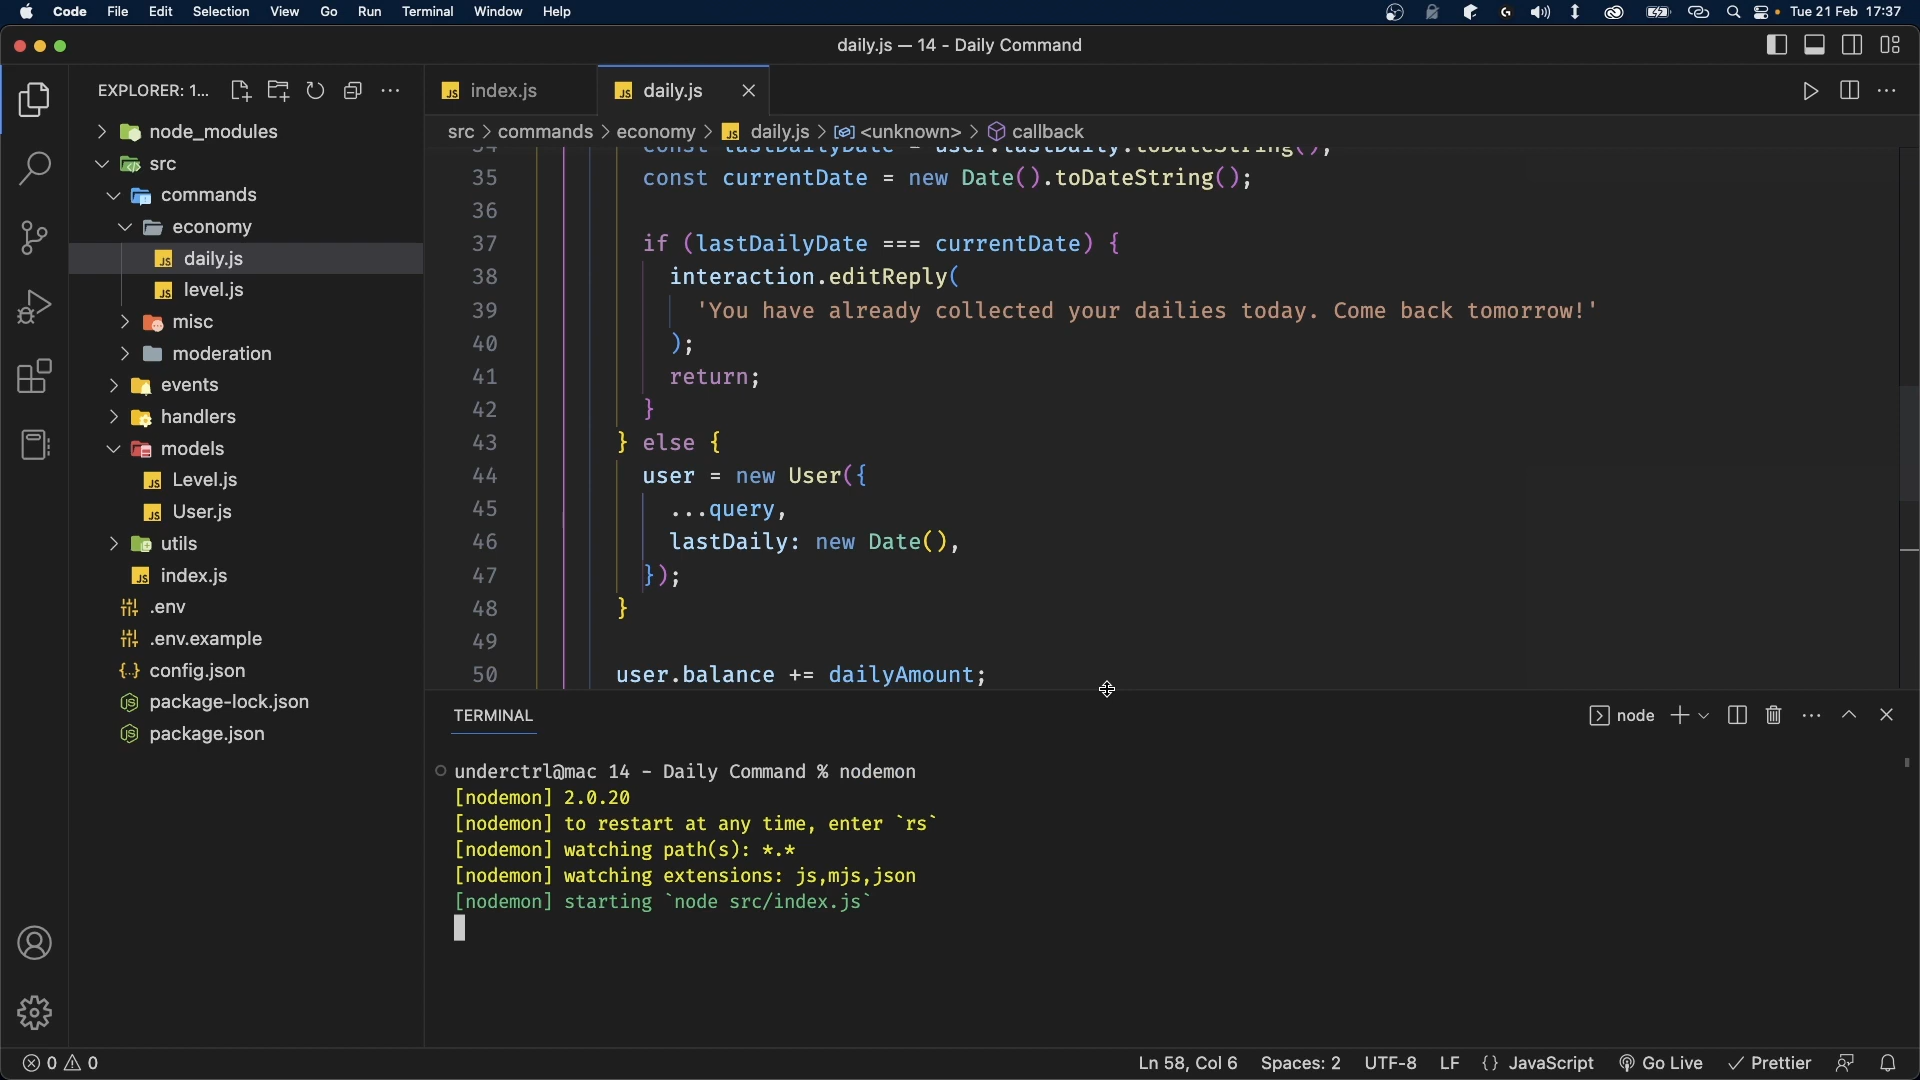 Code File Edit Selection View Go Run Terminal Window Help Tue 21 Feb 17:37
daily.js — 14 - Daily Command
EXPLORER: 1...
node_modules
src
commands
economy
daily.js
level.js
misc
moderation
events
handlers
models
Level.js
User.js
utils
index.js
.env
.env.example
config.json
package-lock.json
package.json
index.js daily.js
src > commands > economy > daily.js > <unknown> > callback
34 const lastDailyDate = user.lastDaily.toDateString();
35 const currentDate = new Date().toDateString();
36
37 if (lastDailyDate === currentDate) {
38 interaction.editReply(
39 'You have already collected your dailies today. Come back tomorrow!'
40 );
41 return;
42 }
43 } else {
44 user = new User({
45 ...query,
46 lastDaily: new Date(),
47 });
48 }
49
50 user.balance += dailyAmount;
TERMINAL
node
underctrl@mac 14 - Daily Command % nodemon
[nodemon] 2.0.20
[nodemon] to restart at any time, enter `rs`
[nodemon] watching path(s): *.*
[nodemon] watching extensions: js,mjs,json
[nodemon] starting `node src/index.js`
0 0 Ln 58, Col 6 Spaces: 2 UTF-8 LF {} JavaScript Go Live Prettier